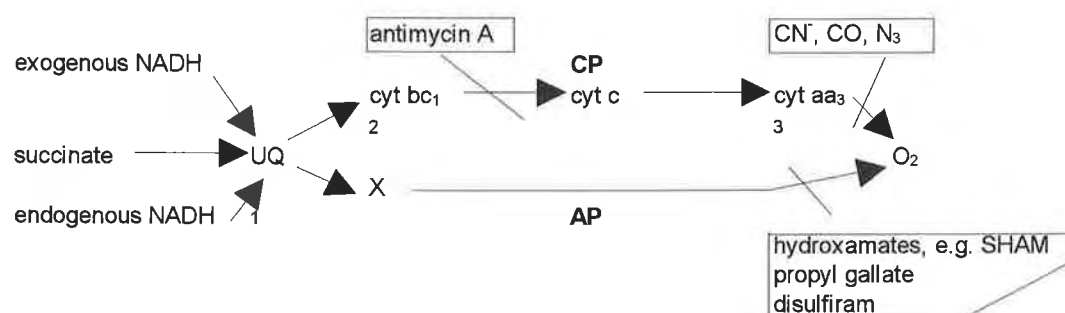 antimycin A
CN⁻, CO, N₃
exogenous NADH
CP
cyt bc₁
cyt c
cyt aa₃
2
3
succinate
UQ
O₂
X
endogenous NADH
1
AP
hydroxamates, e.g. SHAM
propyl gallate
disulfiram